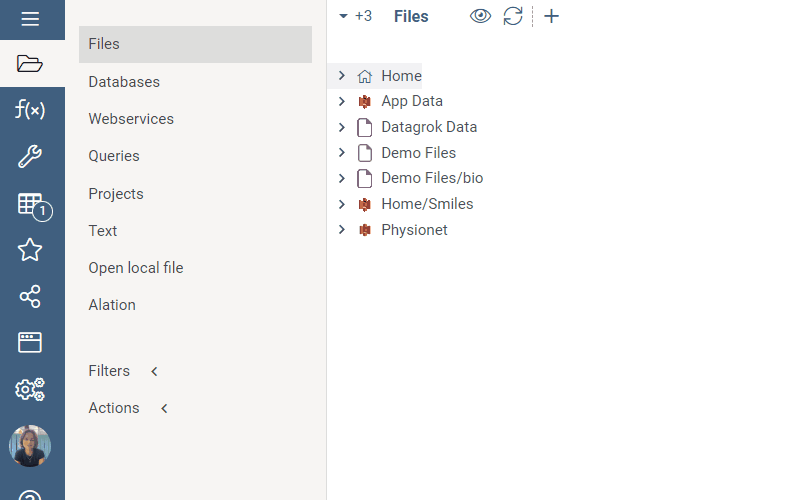 +3 Files
f(x)
1
Files
Databases
Webservices
Queries
Projects
Text
Open local file
Alation
Filters
Actions
Home
App Data
Datagrok Data
Demo Files
Demo Files/bio
Home/Smiles
Physionet